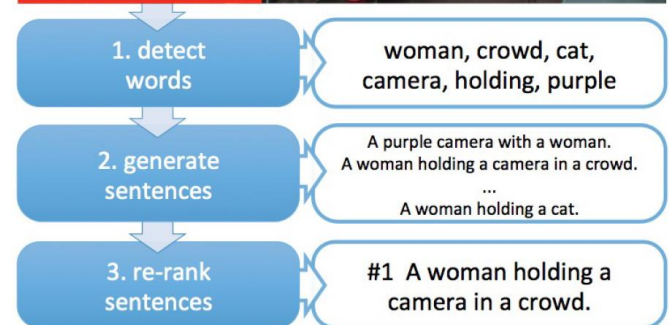 1. detect
words
woman, crowd, cat,
camera, holding, purple
2. generate
sentences
A purple camera with a woman.
A woman holding a camera in a crowd.
...
A woman holding a cat.
3. re-rank
sentences
#1 A woman holding a
camera in a crowd.